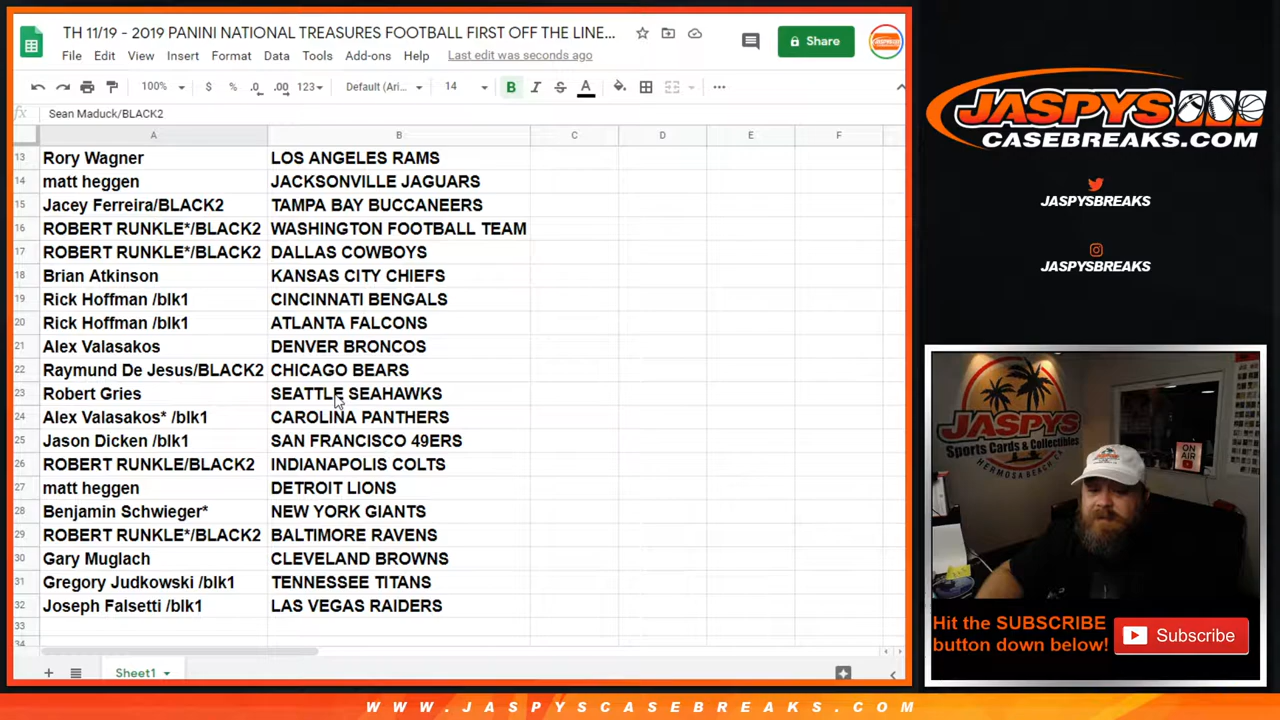 TH 11/19 - 2019 PANINI NATIONAL TREASURES FOOTBALL FIRST OFF THE LINE...
Share
File Edit View Insert Format Data Tools Add-ons Help Last edit was seconds ago
100% $ % .0 .00 123 Default (Ari... 14 B I S A
fx Sean Maduck/BLACK2
A B C D E F
13 Rory Wagner LOS ANGELES RAMS
14 matt heggen JACKSONVILLE JAGUARS
15 Jacey Ferreira/BLACK2 TAMPA BAY BUCCANEERS
16 ROBERT RUNKLE*/BLACK2 WASHINGTON FOOTBALL TEAM
17 ROBERT RUNKLE*/BLACK2 DALLAS COWBOYS
18 Brian Atkinson KANSAS CITY CHIEFS
19 Rick Hoffman /blk1 CINCINNATI BENGALS
20 Rick Hoffman /blk1 ATLANTA FALCONS
21 Alex Valasakos DENVER BRONCOS
22 Raymund De Jesus/BLACK2 CHICAGO BEARS
23 Robert Gries SEATTLE SEAHAWKS
24 Alex Valasakos* /blk1 CAROLINA PANTHERS
25 Jason Dicken /blk1 SAN FRANCISCO 49ERS
26 ROBERT RUNKLE/BLACK2 INDIANAPOLIS COLTS
27 matt heggen DETROIT LIONS
28 Benjamin Schwieger* NEW YORK GIANTS
29 ROBERT RUNKLE*/BLACK2 BALTIMORE RAVENS
30 Gary Muglach CLEVELAND BROWNS
31 Gregory Judkowski /blk1 TENNESSEE TITANS
32 Joseph Falsetti /blk1 LAS VEGAS RAIDERS
33
34
Sheet1
JASPYS
CASEBREAKS.COM
JASPYSBREAKS
JASPYSBREAKS
JASPYS
Sports Cards & Collectibles
HERMOSA BEACH, CA
ON
AIR
Hit the SUBSCRIBE
button down below!
Subscribe
WWW.JASPYSCASEBREAKS.COM